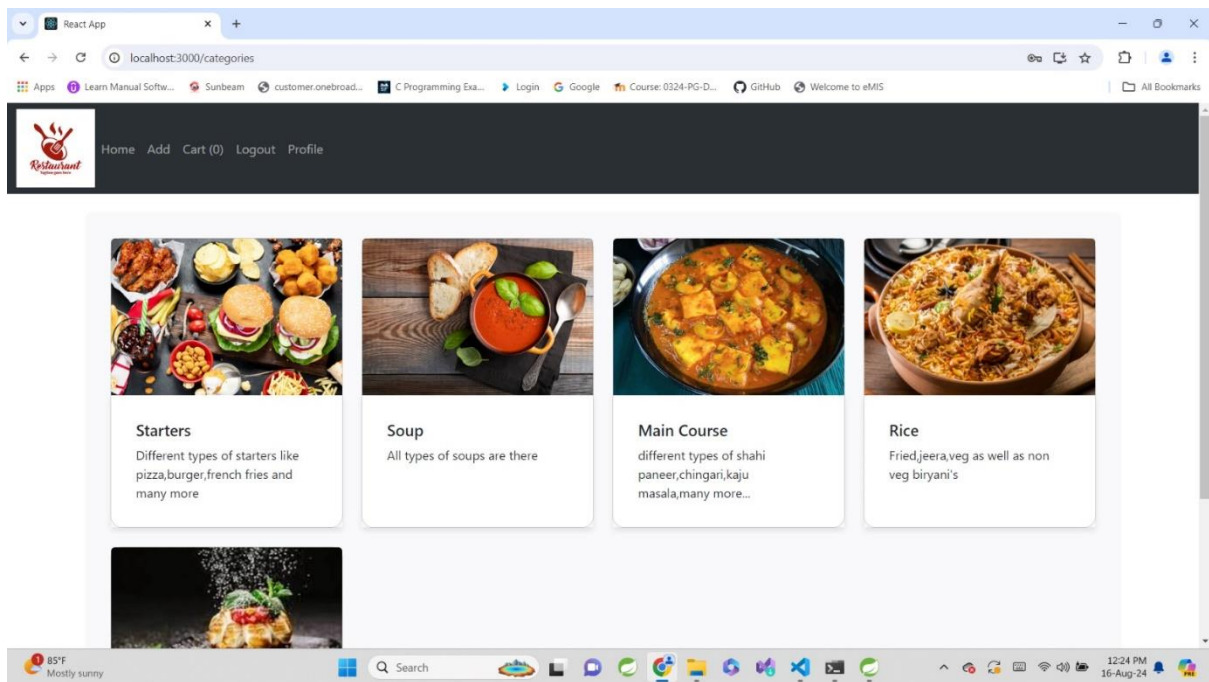 React App
localhost:3000/categories
Apps Learn Manual Softw... Sunbeam customer.onebroad... C Programming Exa... Login Google Course: 0324-PG-D... GitHub Welcome to eMIS All Bookmarks
Restaurant
Home Add Cart (0) Logout Profile
Starters
Different types of starters like
pizza,burger,french fries and
many more
Soup
All types of soups are there
Main Course
different types of shahi
paneer,chingari,kaju
masala,many more...
Rice
Fried,jeera,veg as well as non
veg biryani's
1
85°F
Mostly sunny
Search
12:24 PM
16-Aug-24
PRE